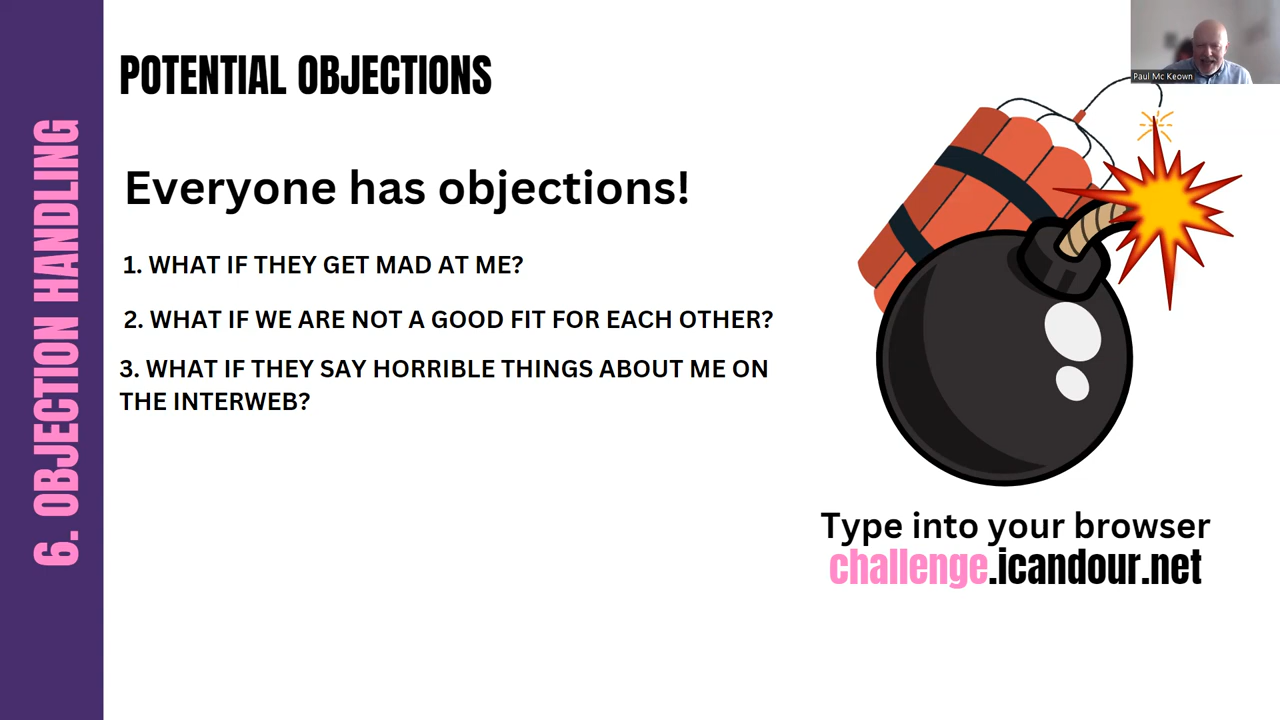 6. OBJECTION HANDLING
POTENTIAL OBJECTIONS
Everyone has objections!
1. WHAT IF THEY GET MAD AT ME?
2. WHAT IF WE ARE NOT A GOOD FIT FOR EACH OTHER?
3. WHAT IF THEY SAY HORRIBLE THINGS ABOUT ME ON
THE INTERWEB?
Paul Mc Keown
Type into your browser
challenge.icandour.net